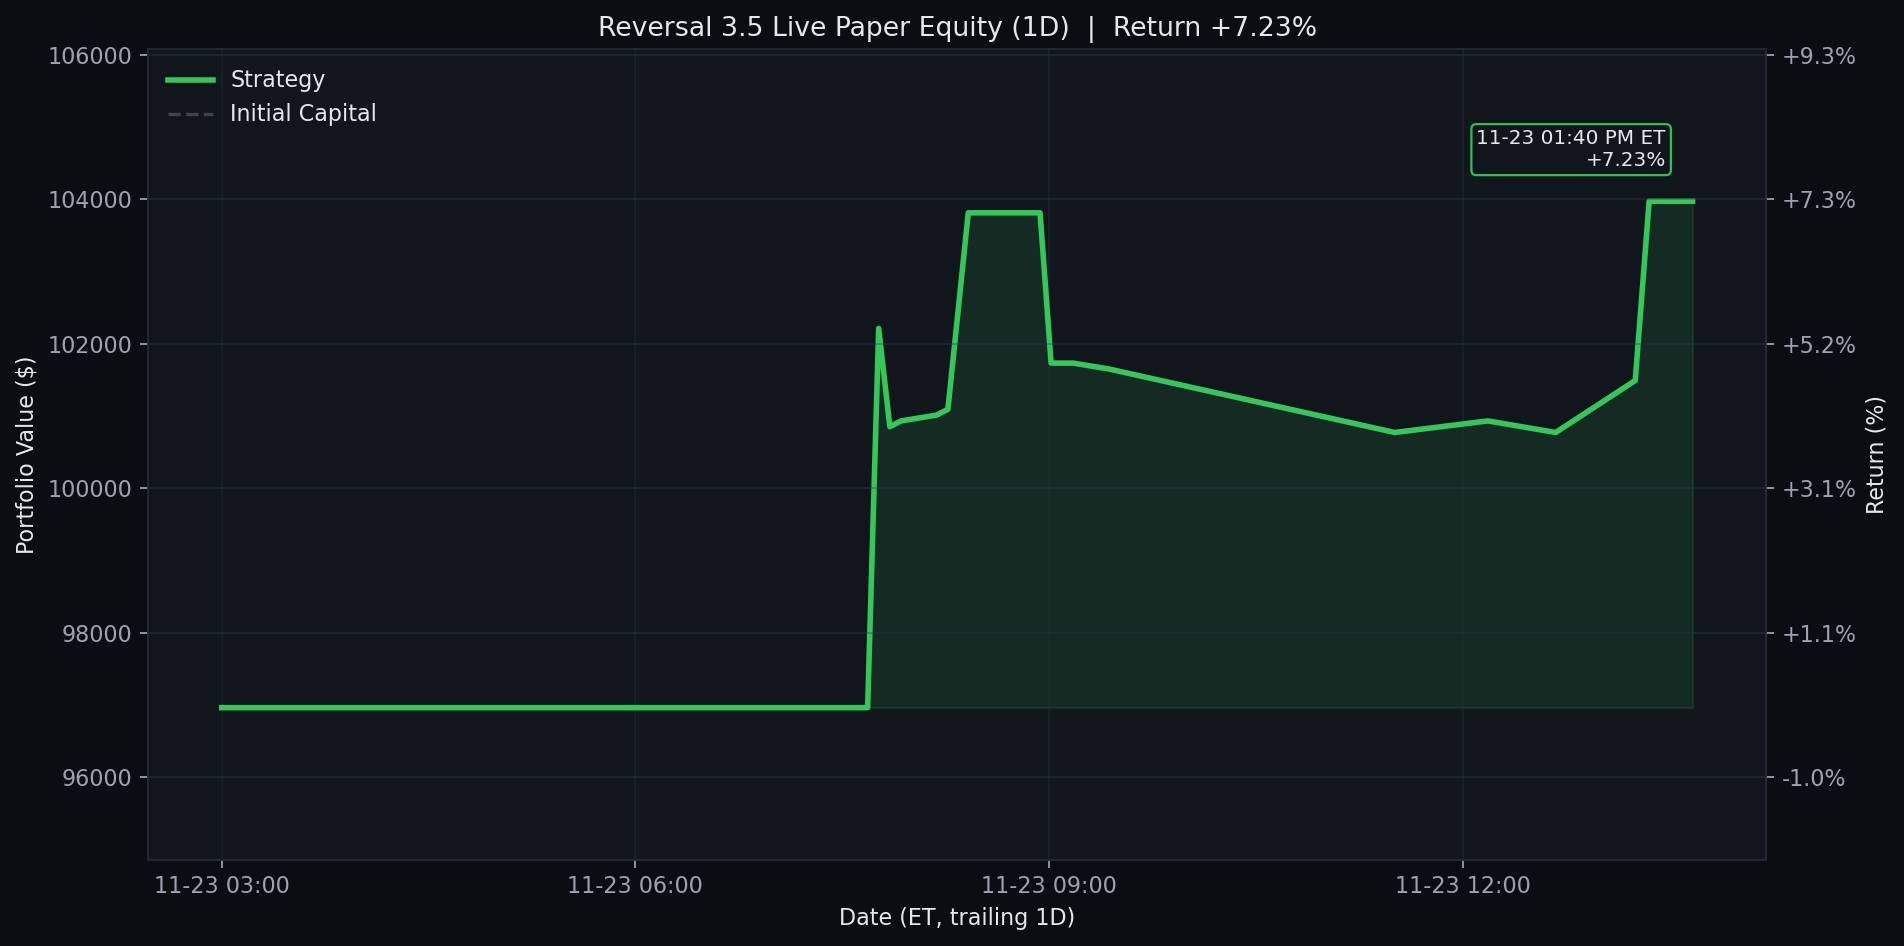 Reversal 3.5 Live Paper Equity (1D) | Return +7.23%
Strategy
Initial Capital
11-23 01:40 PM ET
+7.23%
Portfolio Value ($)
106000
104000
102000
100000
98000
96000
+9.3%
+7.3%
+5.2%
+3.1%
+1.1%
-1.0%
Return (%)
11-23 03:00
11-23 06:00
11-23 09:00
11-23 12:00
Date (ET, trailing 1D)